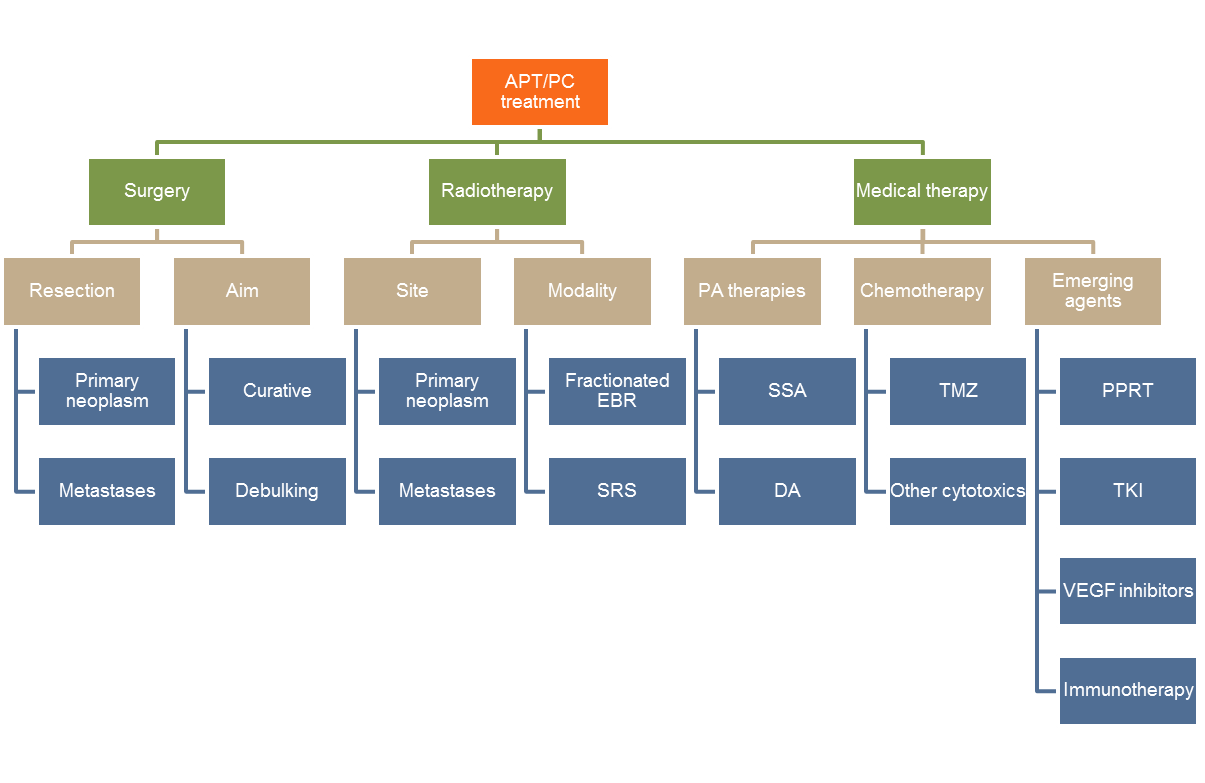 APT/PC
treatment
Surgery
Radiotherapy
Medical therapy
Resection
Aim
Site
Modality
PA therapies
Chemotherapy
Emerging
agents
Primary
neoplasm
Curative
Primary
neoplasm
Fractionated
EBR
SSA
TMZ
PPRT
Metastases
Debulking
Metastases
SRS
DA
Other cytotoxics
TKI
VEGF inhibitors
Immunotherapy